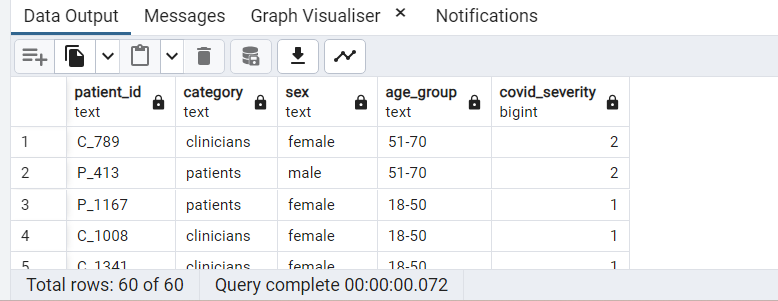 Data Output Messages Graph Visualiser × Notifications
patient_id category sex age_group covid_severity
text text text text bigint
1 C_789 clinicians female 51-70 2
2 P_413 patients male 51-70 2
3 P_1167 patients female 18-50 1
4 C_1008 clinicians female 18-50 1
5 C_1341 clinicians female 18-50 1
Total rows: 60 of 60 Query complete 00:00:00.072